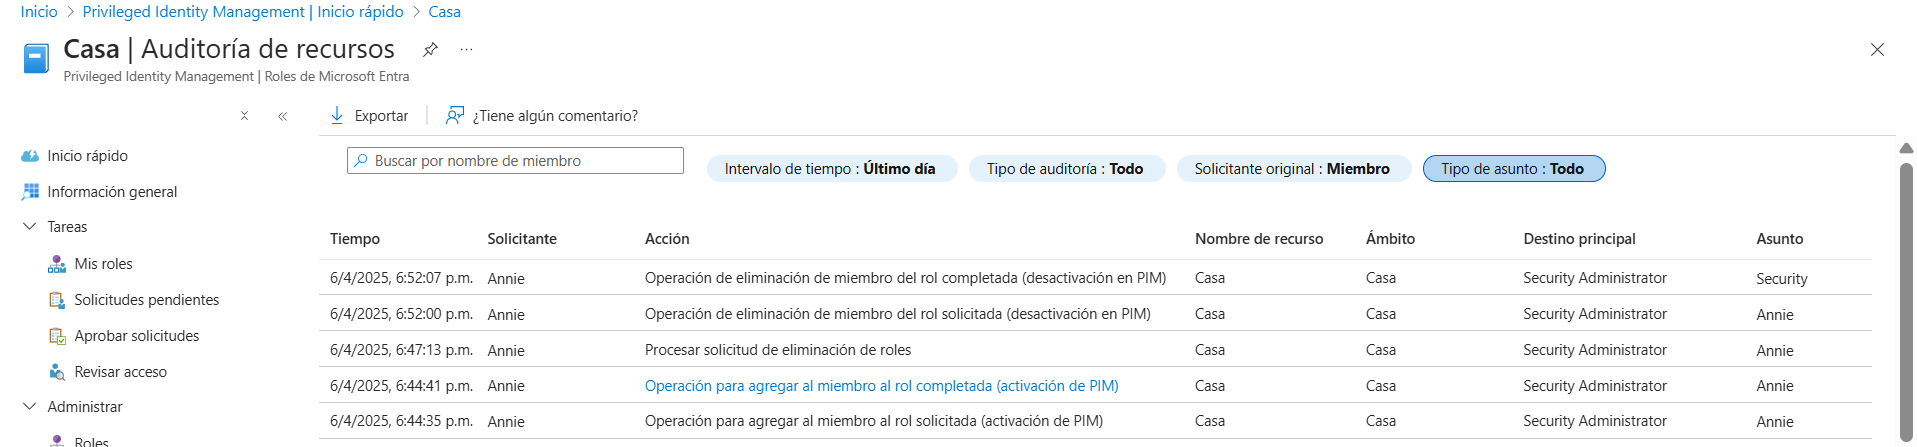 Inicio > Privileged Identity Management | Inicio rápido > Casa
Casa | Auditoría de recursos
Privileged Identity Management | Roles de Microsoft Entra
Exportar ¿Tiene algún comentario?
Buscar por nombre de miembro
Intervalo de tiempo : Último día Tipo de auditoría : Todo Solicitante original : Miembro Tipo de asunto : Todo
Inicio rápido
Información general
Tareas
Mis roles
Solicitudes pendientes
Aprobar solicitudes
Revisar acceso
Administrar
Roles
Tiempo Solicitante Acción Nombre de recurso Ámbito Destino principal Asunto
6/4/2025, 6:52:07 p.m. Annie Operación de eliminación de miembro del rol completada (desactivación en PIM) Casa Casa Security Administrator Security
6/4/2025, 6:52:00 p.m. Annie Operación de eliminación de miembro del rol solicitada (desactivación en PIM) Casa Casa Security Administrator Annie
6/4/2025, 6:47:13 p.m. Annie Procesar solicitud de eliminación de roles Casa Casa Security Administrator Annie
6/4/2025, 6:44:41 p.m. Annie Operación para agregar al miembro al rol completada (activación de PIM) Casa Casa Security Administrator Annie
6/4/2025, 6:44:35 p.m. Annie Operación para agregar al miembro al rol solicitada (activación de PIM) Casa Casa Security Administrator Annie